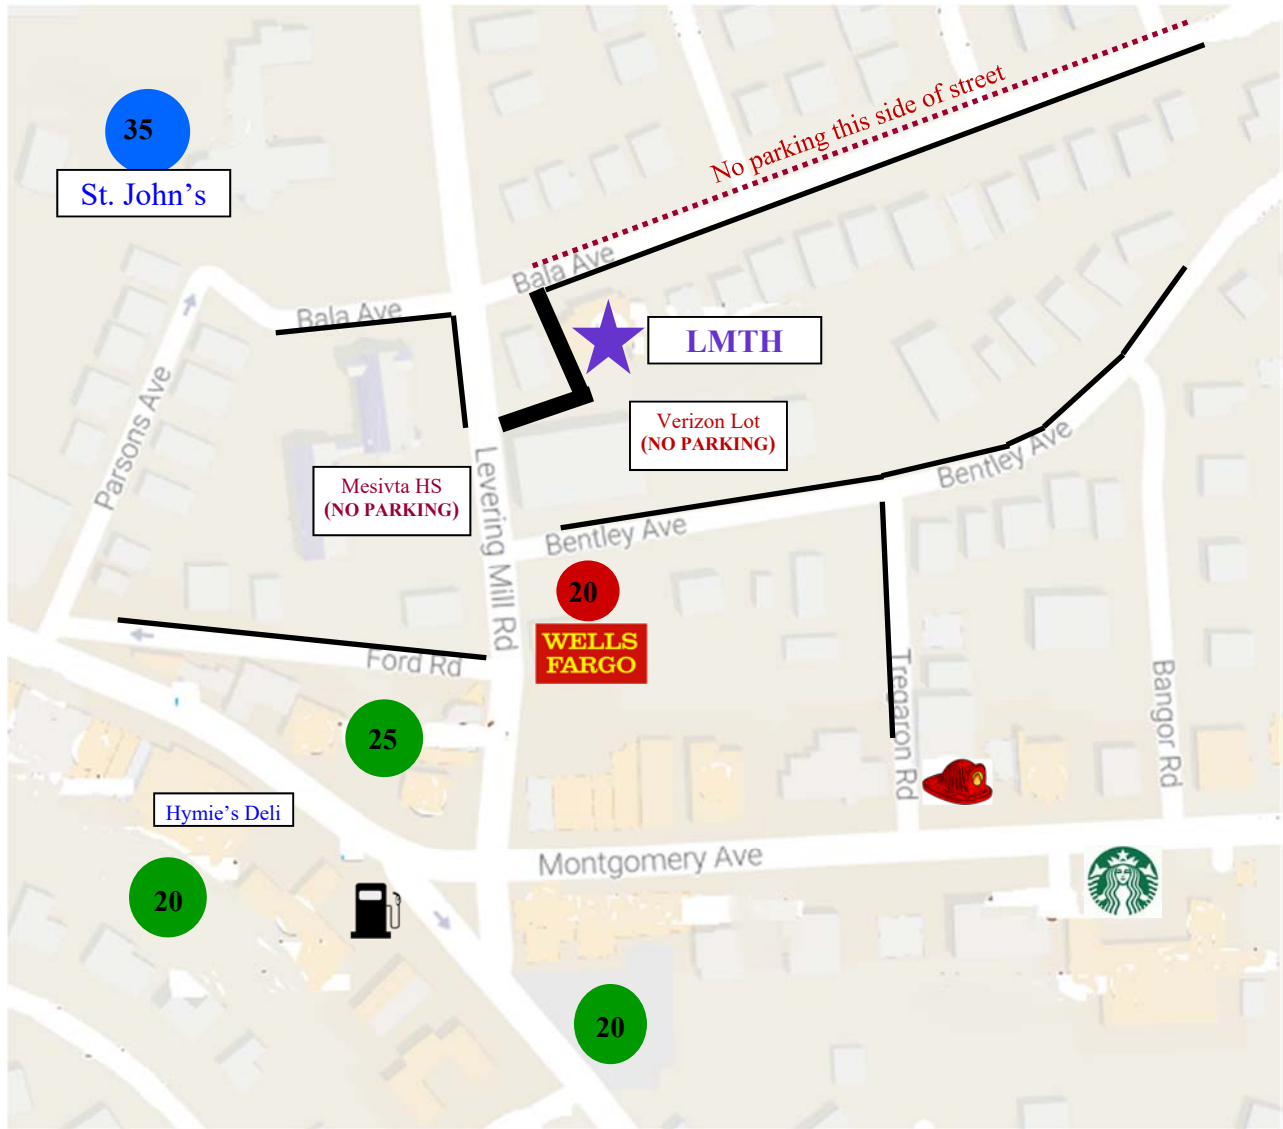 No parking this side of street
35
St. John's
Bala Ave
Bala Ave
LMTH
Parsons Ave
Verizon Lot
(NO PARKING)
Bentley Ave
Mesivta HS
(NO PARKING)
Levering Mill Rd
Bentley Ave
20
WELLS
FARGO
Ford Rd
Tregaron Rd
Bangor Rd
25
Hymie's Deli
Montgomery Ave
20
20